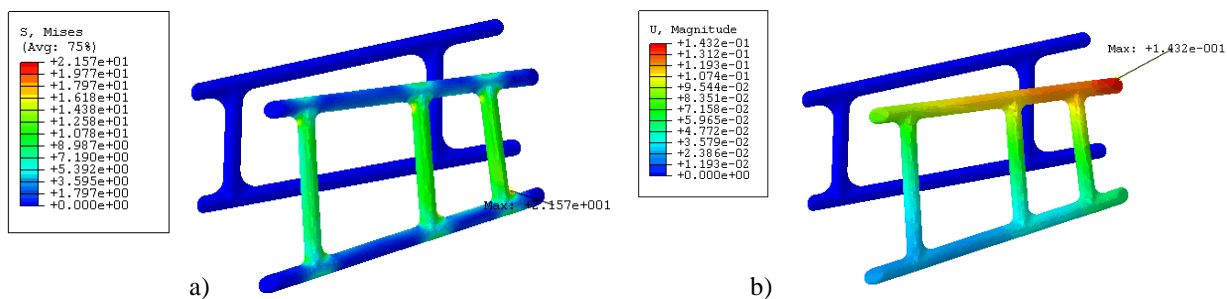 S, Mises
(Avg: 75%)
+2.157e+01
+1.977e+01
+1.797e+01
+1.618e+01
+1.438e+01
+1.258e+01
+1.078e+01
+8.987e+00
+7.190e+00
+5.392e+00
+3.595e+00
+1.797e+00
+0.000e+00
Max: +2.157e+001
a)
U, Magnitude
+1.432e-01
+1.312e-01
+1.193e-01
+1.074e-01
+9.544e-02
+8.351e-02
+7.158e-02
+5.965e-02
+4.772e-02
+3.579e-02
+2.386e-02
+1.193e-02
+0.000e+00
Max: +1.432e-001
b)